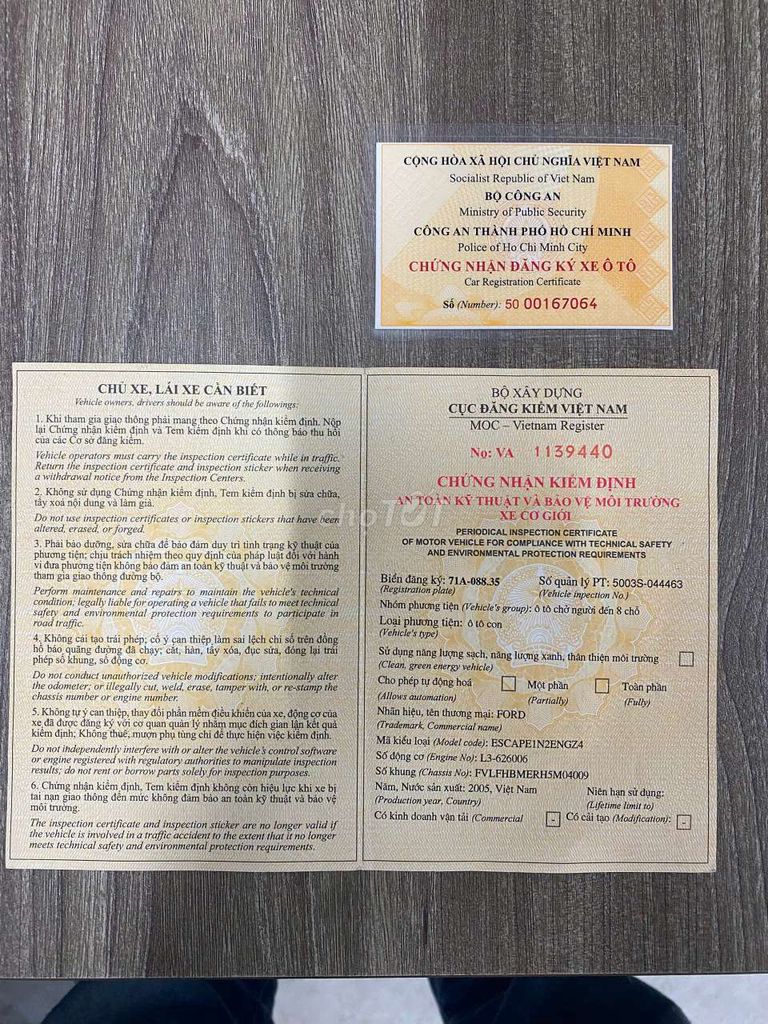 CỘNG HÒA XÃ HỘI CHỦ NGHĨA VIỆT NAM
Socialist Republic of Viet Nam
BỘ CÔNG AN
Ministry of Public Security
CÔNG AN THÀNH PHỐ HỒ CHÍ MINH
Police of Ho Chi Minh City
CHỨNG NHẬN ĐĂNG KÝ XE Ô TÔ
Car Registration Certificate
Số (Number): 50 00167064
CHỦ XE, LÁI XE CẦN BIẾT
Vehicle owners, drivers should be aware of the followings:
1. Khi tham gia giao thông phải mang theo Chứng nhận kiểm định. Nộp
lại Chứng nhận kiểm định và Tem kiểm định khi có thông báo thu hồi
của các Cơ sở đăng kiểm.
Vehicle operators must carry the inspection certificate while in traffic.
Return the inspection certificate and inspection sticker when receiving
a withdrawal notice from the Inspection Centers.
2. Không sử dụng Chứng nhận kiểm định, Tem kiểm định bị sửa chữa,
tẩy xoá nội dung và làm giả.
Do not use inspection certificates or inspection stickers that have been
altered, erased, or forged.
3. Phải bảo dưỡng, sửa chữa để bảo đảm duy trì tình trạng kỹ thuật của
phương tiện; chịu trách nhiệm theo quy định của pháp luật đối với hành
vi đưa phương tiện không bảo đảm an toàn kỹ thuật và bảo vệ môi trường
tham gia giao thông đường bộ.
Perform maintenance and repairs to maintain the vehicle's technical
condition; legally liable for operating a vehicle that fails to meet technical
safety and environmental protection requirements to participate in
road traffic.
4. Không cải tạo trái phép; cố ý can thiệp làm sai lệch chỉ số trên đồng
hồ báo quãng đường đã chạy; cắt, hàn, tẩy xóa, đục sửa, đóng lại trái
phép số khung, số động cơ.
Do not conduct unauthorized vehicle modifications; intentionally alter
the odometer; or illegally cut, weld, erase, tamper with, or re-stamp the
chassis number or engine number.
5. Không tự ý can thiệp, thay đổi phần mềm điều khiển của xe, động cơ của
xe đã được đăng ký với cơ quan quản lý nhằm mục đích gian lận kết quả
kiểm định; Không thuê, mượn phụ tùng chỉ để thực hiện việc kiểm định.
Do not independently interfere with or alter the vehicle's control software
or engine registered with regulatory authorities to manipulate inspection
results; do not rent or borrow parts solely for inspection purposes.
6. Chứng nhận kiểm định, Tem kiểm định không còn hiệu lực khi xe bị
tai nạn giao thông đến mức không đảm bảo an toàn kỹ thuật và bảo vệ
môi trường.
The inspection certificate and inspection sticker are no longer valid if
the vehicle is involved in a traffic accident to the extent that it no longer
meets technical safety and environmental protection requirements.
BỘ XÂY DỰNG
CỤC ĐĂNG KIỂM VIỆT NAM
MOC – Vietnam Register
No: VA 1139440
CHỨNG NHẬN KIỂM ĐỊNH
AN TOÀN KỸ THUẬT VÀ BẢO VỆ MÔI TRƯỜNG
XE CƠ GIỚI
PERIODICAL INSPECTION CERTIFICATE
OF MOTOR VEHICLE FOR COMPLIANCE WITH TECHNICAL SAFETY
AND ENVIRONMENTAL PROTECTION REQUIREMENTS
Biển đăng ký: 71A-088.35 Số quản lý PT: 5003S-044463
(Registration plate) (Vehicle inpection No.)
Nhóm phương tiện (Vehicle's group): ô tô chở người đến 8 chỗ
Loại phương tiện: ô tô con
(Vehicle's type)
Sử dụng năng lượng sạch, năng lượng xanh, thân thiện môi trường
(Clean, green energy vehicle)
Cho phép tự động hoá Một phần Toàn phần
(Allows automation) (Partially) (Fully)
Nhãn hiệu, tên thương mại: FORD
(Trademark, Commercial name)
Mã kiểu loại (Model code): ESCAPE1N2ENGZ4
Số động cơ (Engine No): L3-626006
Số khung (Chassis No): FVLFHBMERH5M04009
Năm, Nước sản xuất: 2005, Việt Nam Niên hạn sử dụng:
(Production year, Country) (Lifetime limit to)
Có kinh doanh vận tải (Commercial - Có cải tạo (Modification): -
chợTỐT